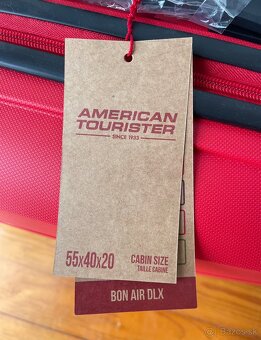 AMERICAN
TOURISTER
SINCE 1933
55x40x20
CABIN SIZE
TAILLE CABINE
BON AIR DLX